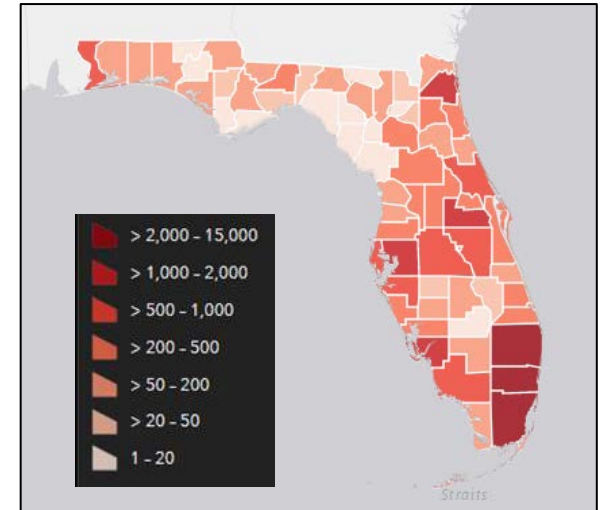 > 2,000 – 15,000
> 1,000 – 2,000
> 500 – 1,000
> 200 – 500
> 50 – 200
> 20 – 50
1 – 20
Straits